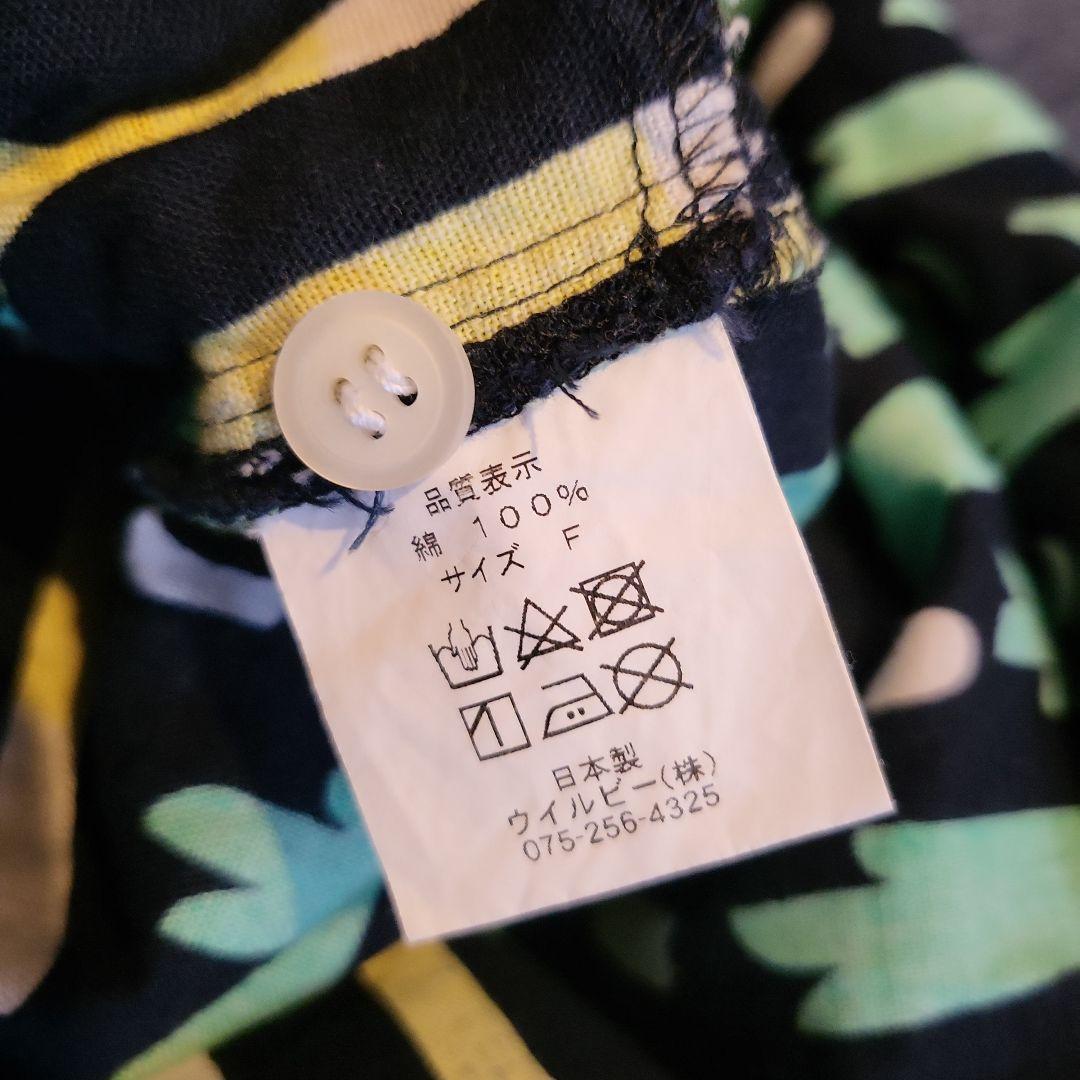 品質表示
綿 100%
サイズ F
日本製
ウイルビー(株)
075-256-4325